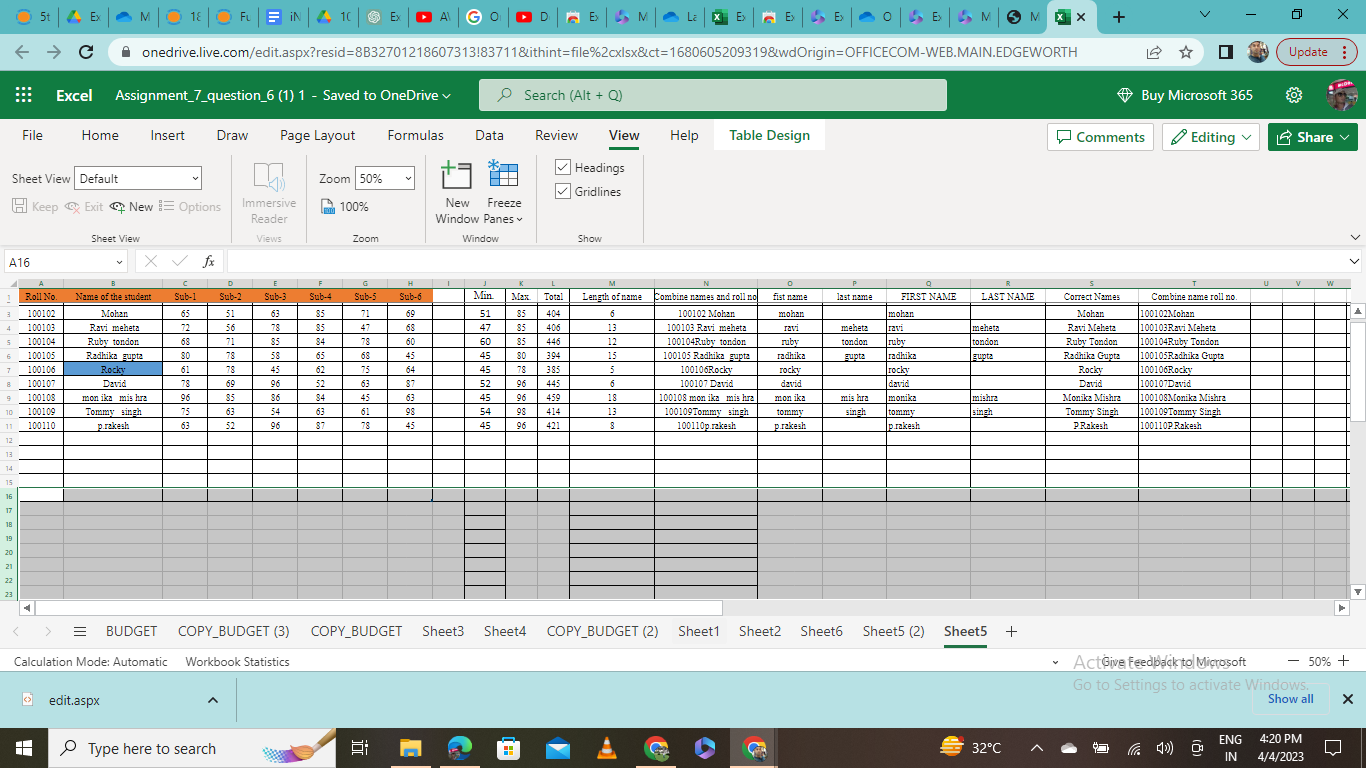 5t M 18 Fu iN 10 Ex AI G O D Ex M La Ex Ex Ex O Ex M M
onedrive.live.com/edit.aspx?resid=8B32701218607313!83711&ithint=file%2cxlsx&ct=1680605209319&wdOrigin=OFFICECOM-WEB.MAIN.EDGEWORTH Update
Excel Assignment_7_question_6 (1) 1 - Saved to OneDrive Search (Alt + Q) Buy Microsoft 365
File Home Insert Draw Page Layout Formulas Data Review View Help Table Design Comments Editing Share
Sheet View Default Zoom 50% Headings
Keep Exit New Options Immersive Reader 100% New Window Freeze Panes Gridlines
Sheet View Views Zoom Window Show
A16 fx
A B C D E F G H I J K L M N O P Q R S T U V W
1 Roll No. Name of the student Sub-1 Sub-2 Sub-3 Sub-4 Sub-5 Sub-6 Min. Max. Total Length of name Combine names and roll no fist name last name FIRST NAME LAST NAME Correct Names Combine name roll no.
3 100102 Mohan 65 51 63 85 71 69 51 85 404 6 100102 Mohan mohan mohan Mohan 100102Mohan
4 100103 Ravi meheta 72 56 78 85 47 68 47 85 406 13 100103 Ravi meheta ravi meheta ravi meheta Ravi Meheta 100103Ravi Meheta
5 100104 Ruby tondon 68 71 85 84 78 60 60 85 446 12 100104Ruby tondon ruby tondon ruby tondon Ruby Tondon 100104Ruby Tondon
6 100105 Radhika gupta 80 78 58 65 68 45 45 80 394 15 100105 Radhika gupta radhika gupta radhika gupta Radhika Gupta 100105Radhika Gupta
7 100106 Rocky 61 78 45 62 75 64 45 78 385 5 100106Rocky rocky rocky Rocky 100106Rocky
8 100107 David 78 69 96 52 63 87 52 96 445 6 100107 David david david David 100107David
9 100108 mon ika mis hra 96 85 86 84 45 63 45 96 459 18 100108 mon ika mis hra mon ika mis hra monika mishra Monika Mishra 100108Monika Mishra
10 100109 Tommy singh 75 63 54 63 61 98 54 98 414 13 100109Tommy singh tommy singh tommy singh Tommy Singh 100109Tommy Singh
11 100110 p.rakesh 63 52 96 87 78 45 45 96 421 8 100110p.rakesh p.rakesh p.rakesh P.Rakesh 100110P.Rakesh
12
13
14
15
16
17
18
19
20
21
22
23
BUDGET COPY_BUDGET (3) COPY_BUDGET Sheet3 Sheet4 COPY_BUDGET (2) Sheet1 Sheet2 Sheet6 Sheet5 (2) Sheet5
Calculation Mode: Automatic Workbook Statistics Give Feedback to Microsoft 50%
Activate Windows
Go to Settings to activate Windows.
edit.aspx Show all
Type here to search 32°C ENG IN 4:20 PM 4/4/2023